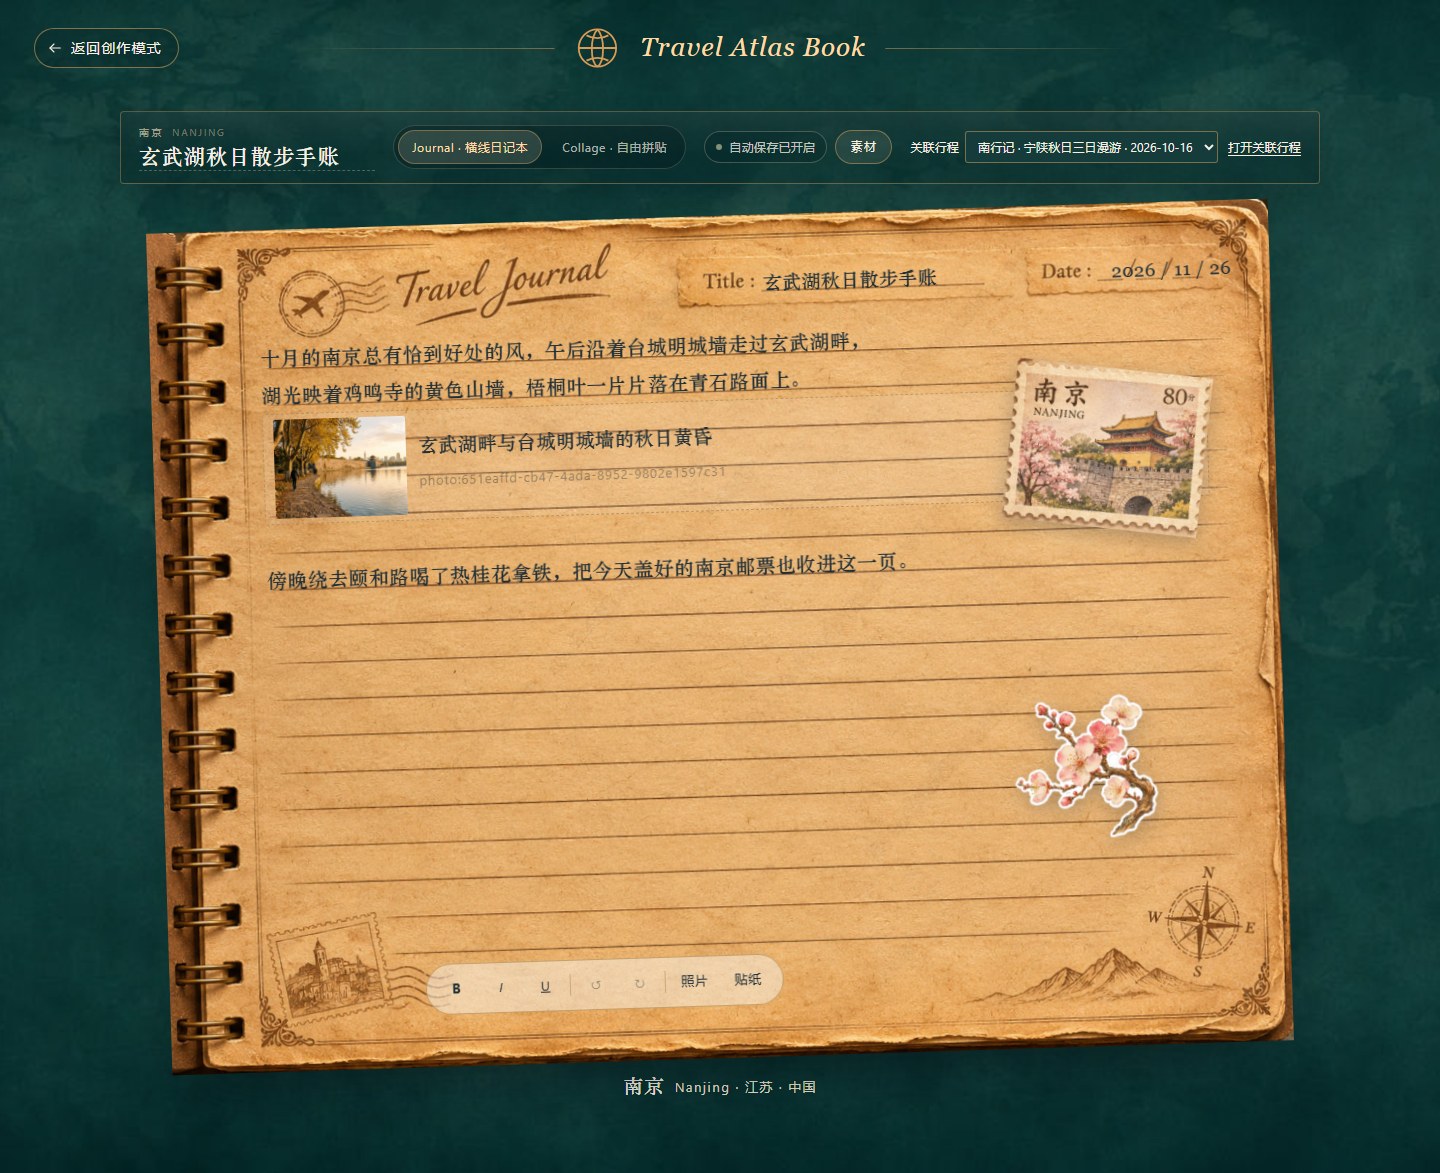 ← 返回创作模式
Travel Atlas Book
南京 NANJING
玄武湖秋日散步手账
Journal · 横线日记本
Collage · 自由拼贴
自动保存已开启
素材
关联行程
南行记 · 宁陕秋日三日漫游 · 2026-10-16
打开关联行程
Travel Journal
Title : 玄武湖秋日散步手账
Date : 2026 / 11 / 26
十月的南京总有恰到好处的风，午后沿着台城明城墙走过玄武湖畔，
湖光映着鸡鸣寺的黄色山墙，梧桐叶一片片落在青石路面上。
玄武湖畔与台城明城墙的秋日黄昏
photo:651eaffd-cb47-4ada-8952-9802e1597c31
南京
NANJING
80分
傍晚绕去颐和路喝了热桂花拿铁，把今天盖好的南京邮票也收进这一页。
N
W
E
S
B I U ↺ ↻ 照片 贴纸
南京 Nanjing · 江苏 · 中国